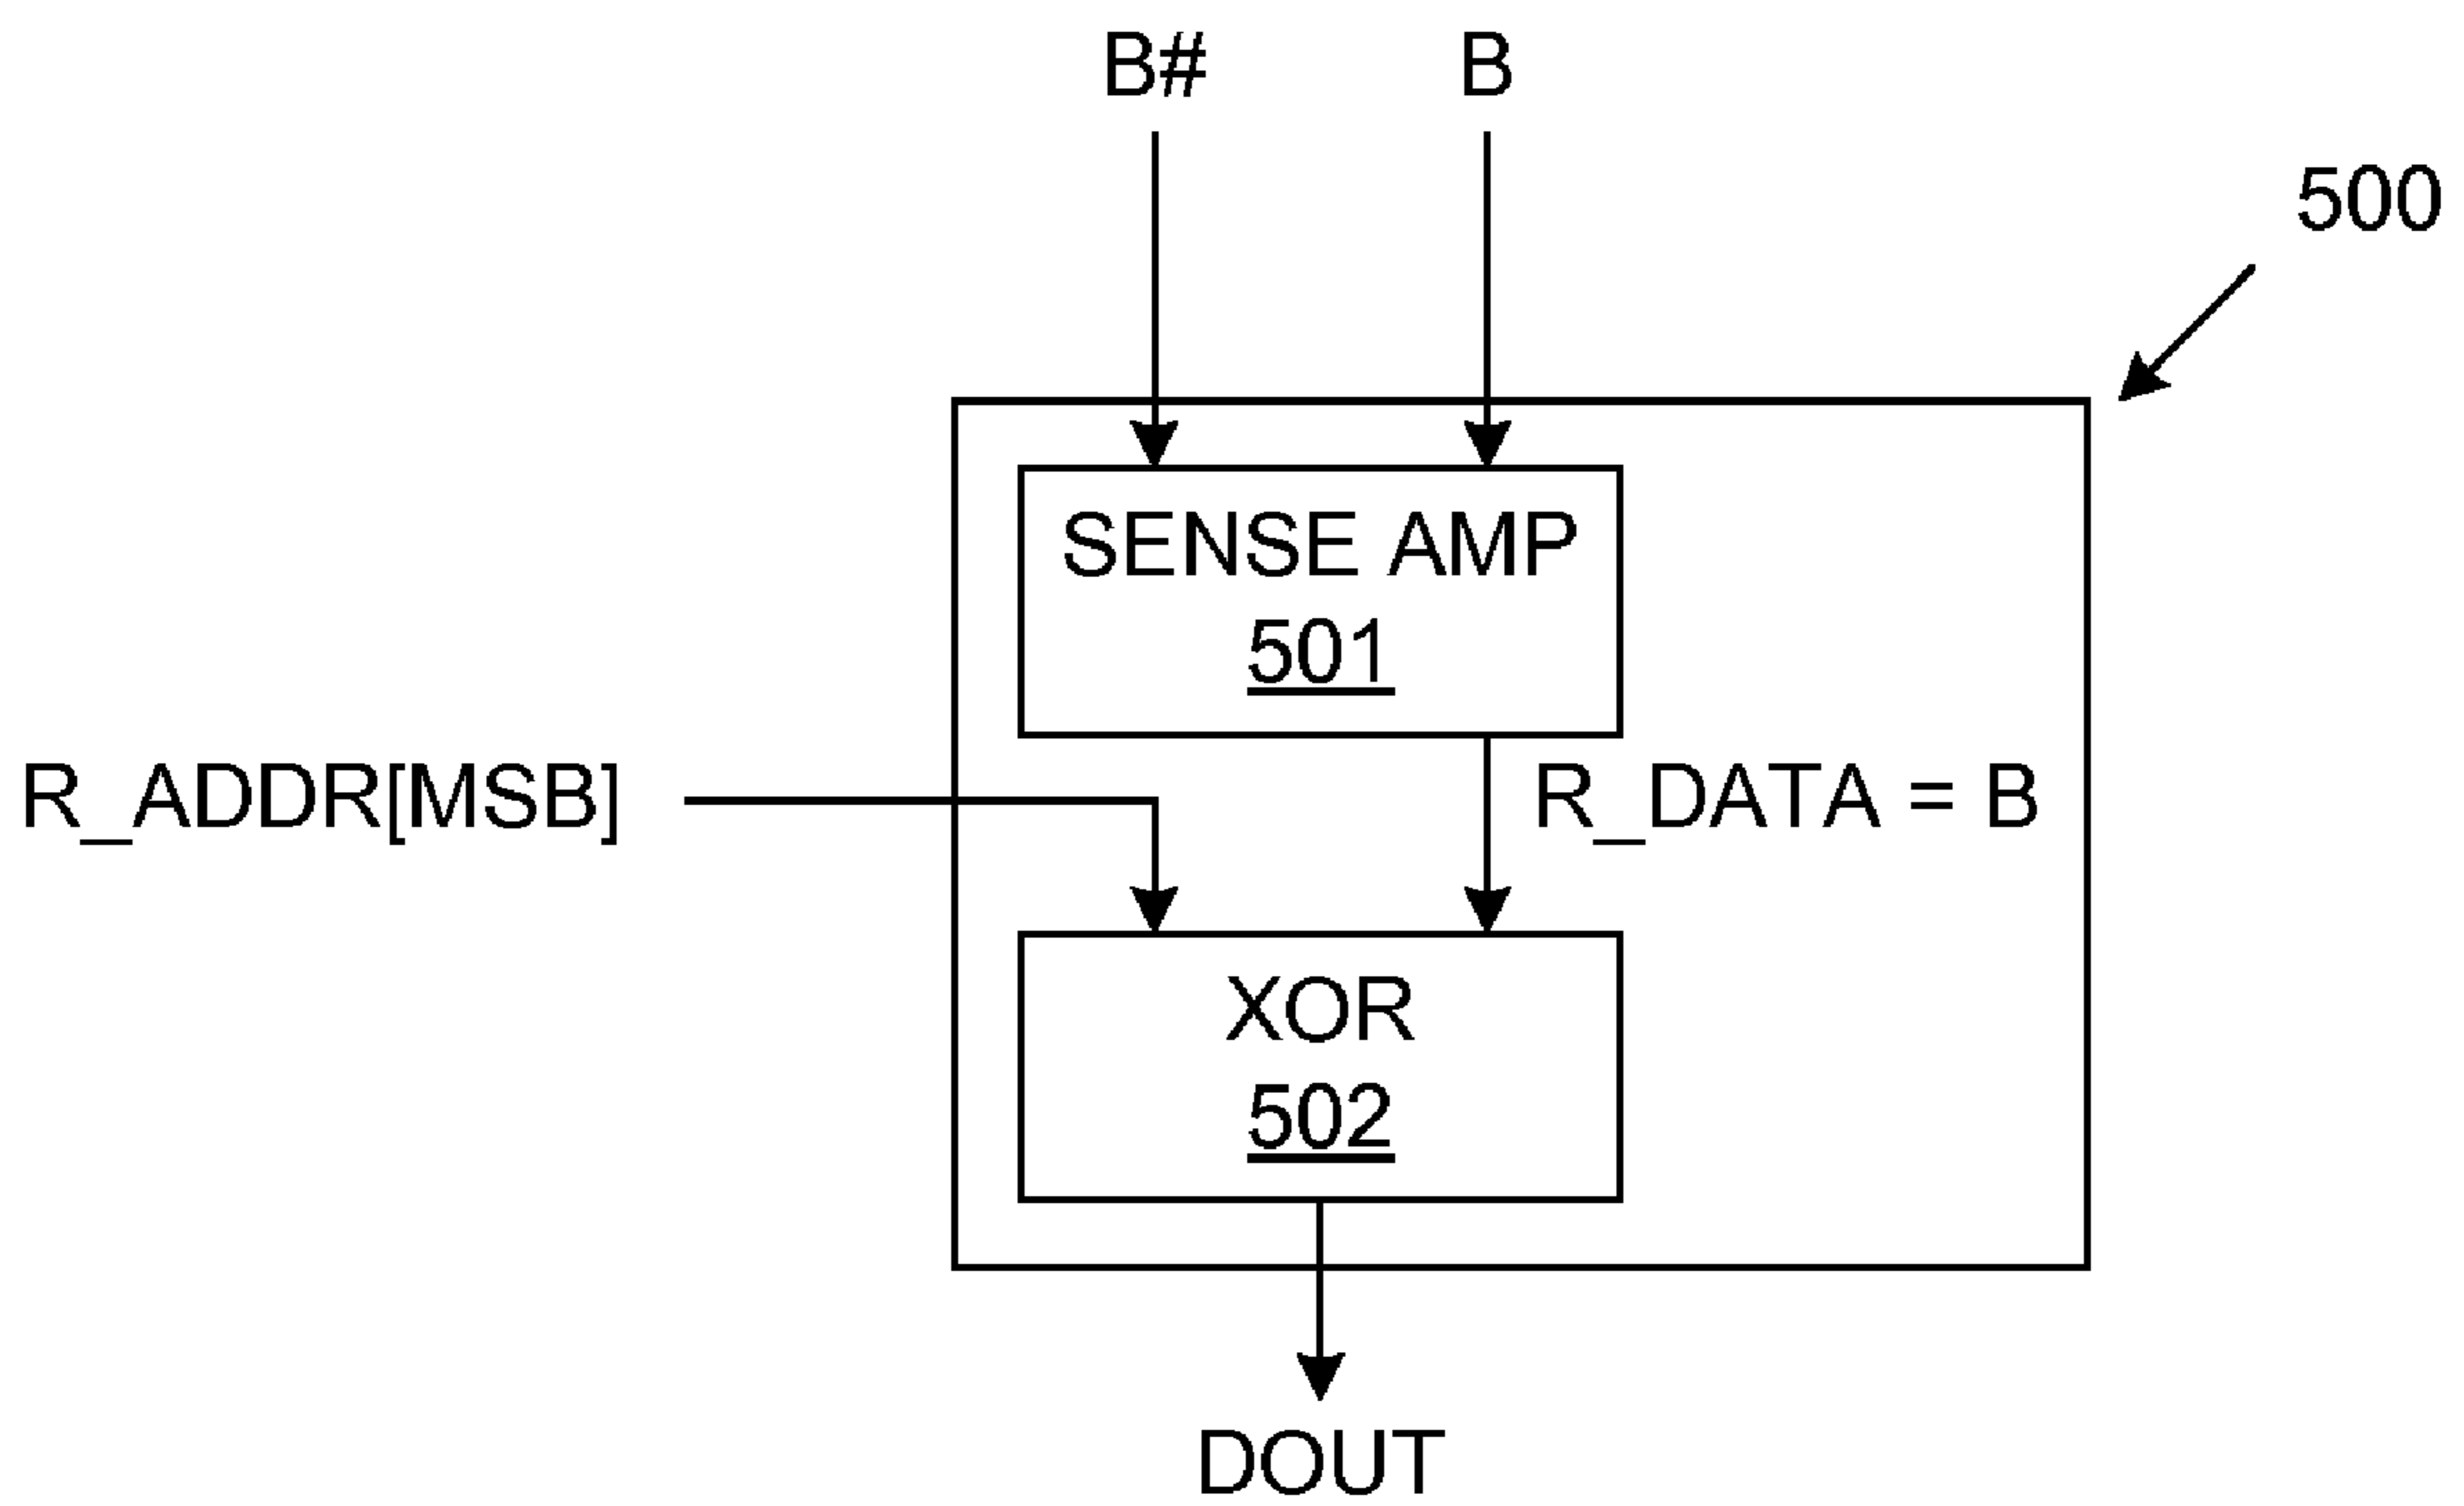 B# B
500
SENSE AMP
501
R_ADDR[MSB]
R_DATA = B
XOR
502
DOUT